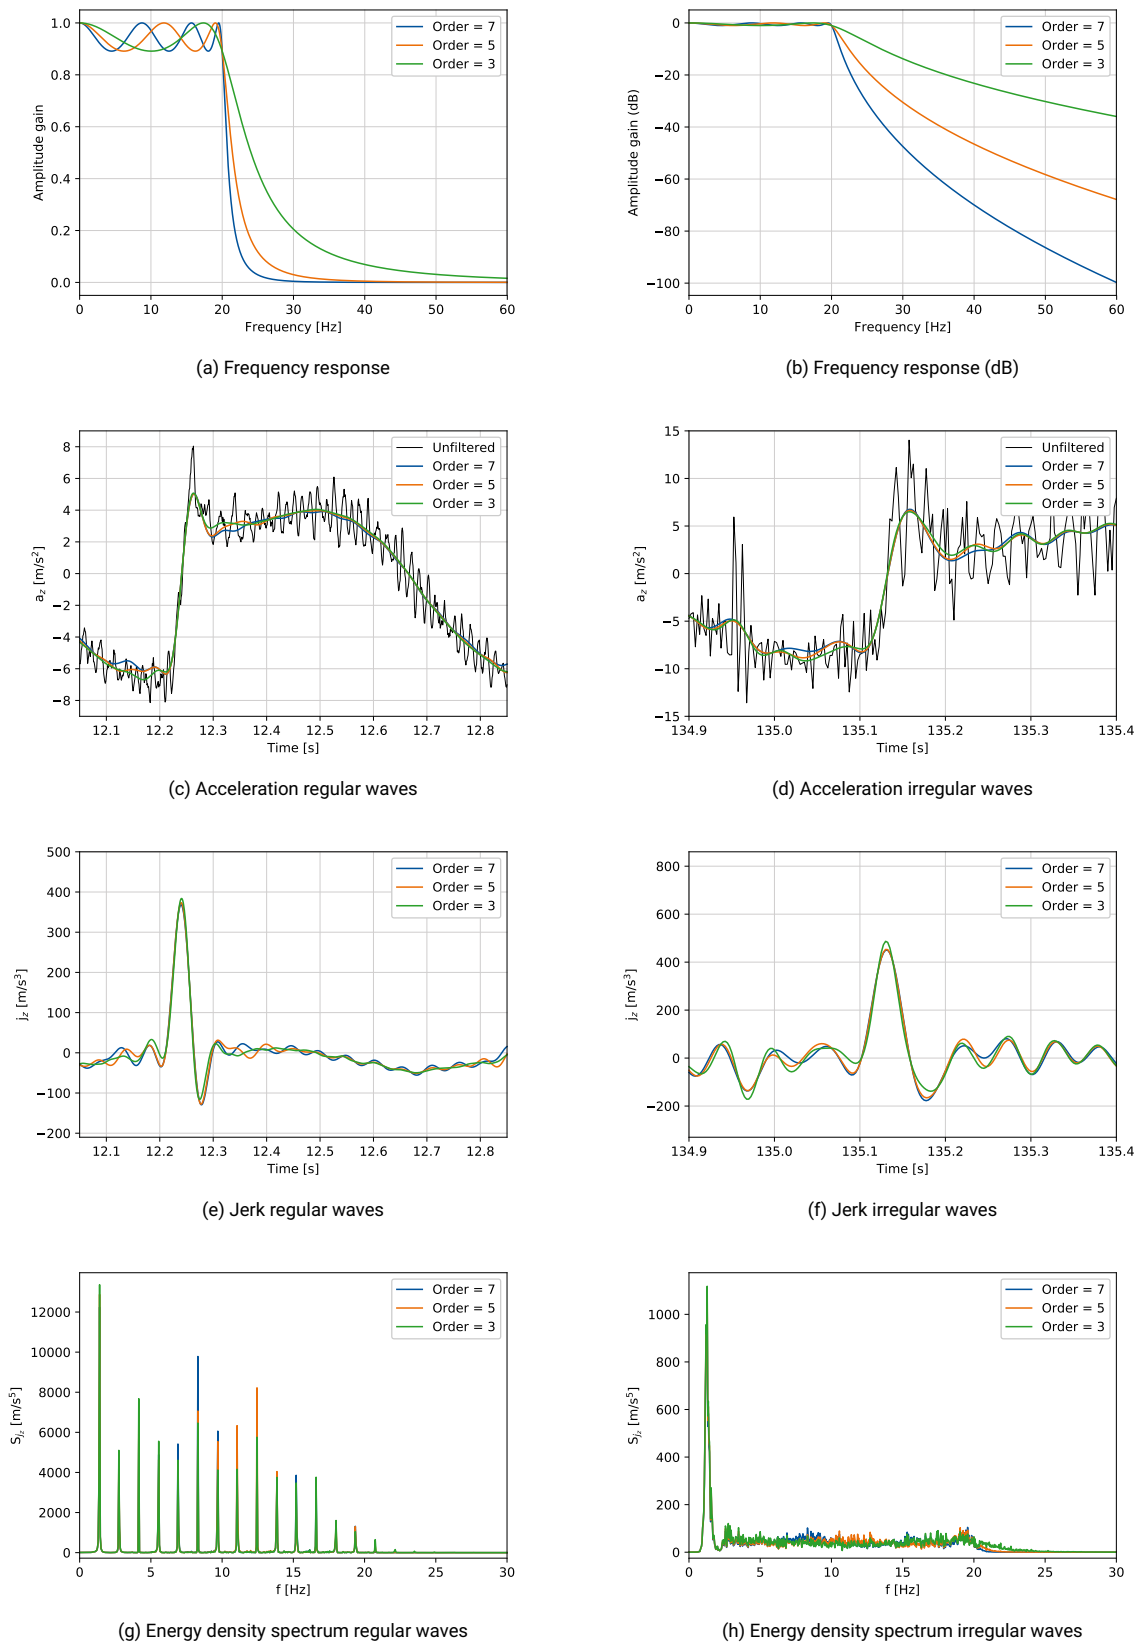 1.0
0.8
0.6
0.4
0.2
0.0
Amplitude gain
0 10 20 30 40 50 60
Frequency [Hz]
Order = 7
Order = 5
Order = 3
(a) Frequency response
0
−20
−40
−60
−80
−100
Amplitude gain (dB)
0 10 20 30 40 50 60
Frequency [Hz]
Order = 7
Order = 5
Order = 3
(b) Frequency response (dB)
8
6
4
2
0
−2
−4
−6
−8
a_z [m/s²]
12.1 12.2 12.3 12.4 12.5 12.6 12.7 12.8
Time [s]
Unfiltered
Order = 7
Order = 5
Order = 3
(c) Acceleration regular waves
15
10
5
0
−5
−10
−15
a_z [m/s²]
134.9 135.0 135.1 135.2 135.3 135.4
Time [s]
Unfiltered
Order = 7
Order = 5
Order = 3
(d) Acceleration irregular waves
500
400
300
200
100
0
−100
−200
j_z [m/s³]
12.1 12.2 12.3 12.4 12.5 12.6 12.7 12.8
Time [s]
Order = 7
Order = 5
Order = 3
(e) Jerk regular waves
800
600
400
200
0
−200
j_z [m/s³]
134.9 135.0 135.1 135.2 135.3 135.4
Time [s]
Order = 7
Order = 5
Order = 3
(f) Jerk irregular waves
12000
10000
8000
6000
4000
2000
0
S_{j_z} [m/s⁵]
0 5 10 15 20 25 30
f [Hz]
Order = 7
Order = 5
Order = 3
(g) Energy density spectrum regular waves
1000
800
600
400
200
0
S_{j_z} [m/s⁵]
0 5 10 15 20 25 30
f [Hz]
Order = 7
Order = 5
Order = 3
(h) Energy density spectrum irregular waves